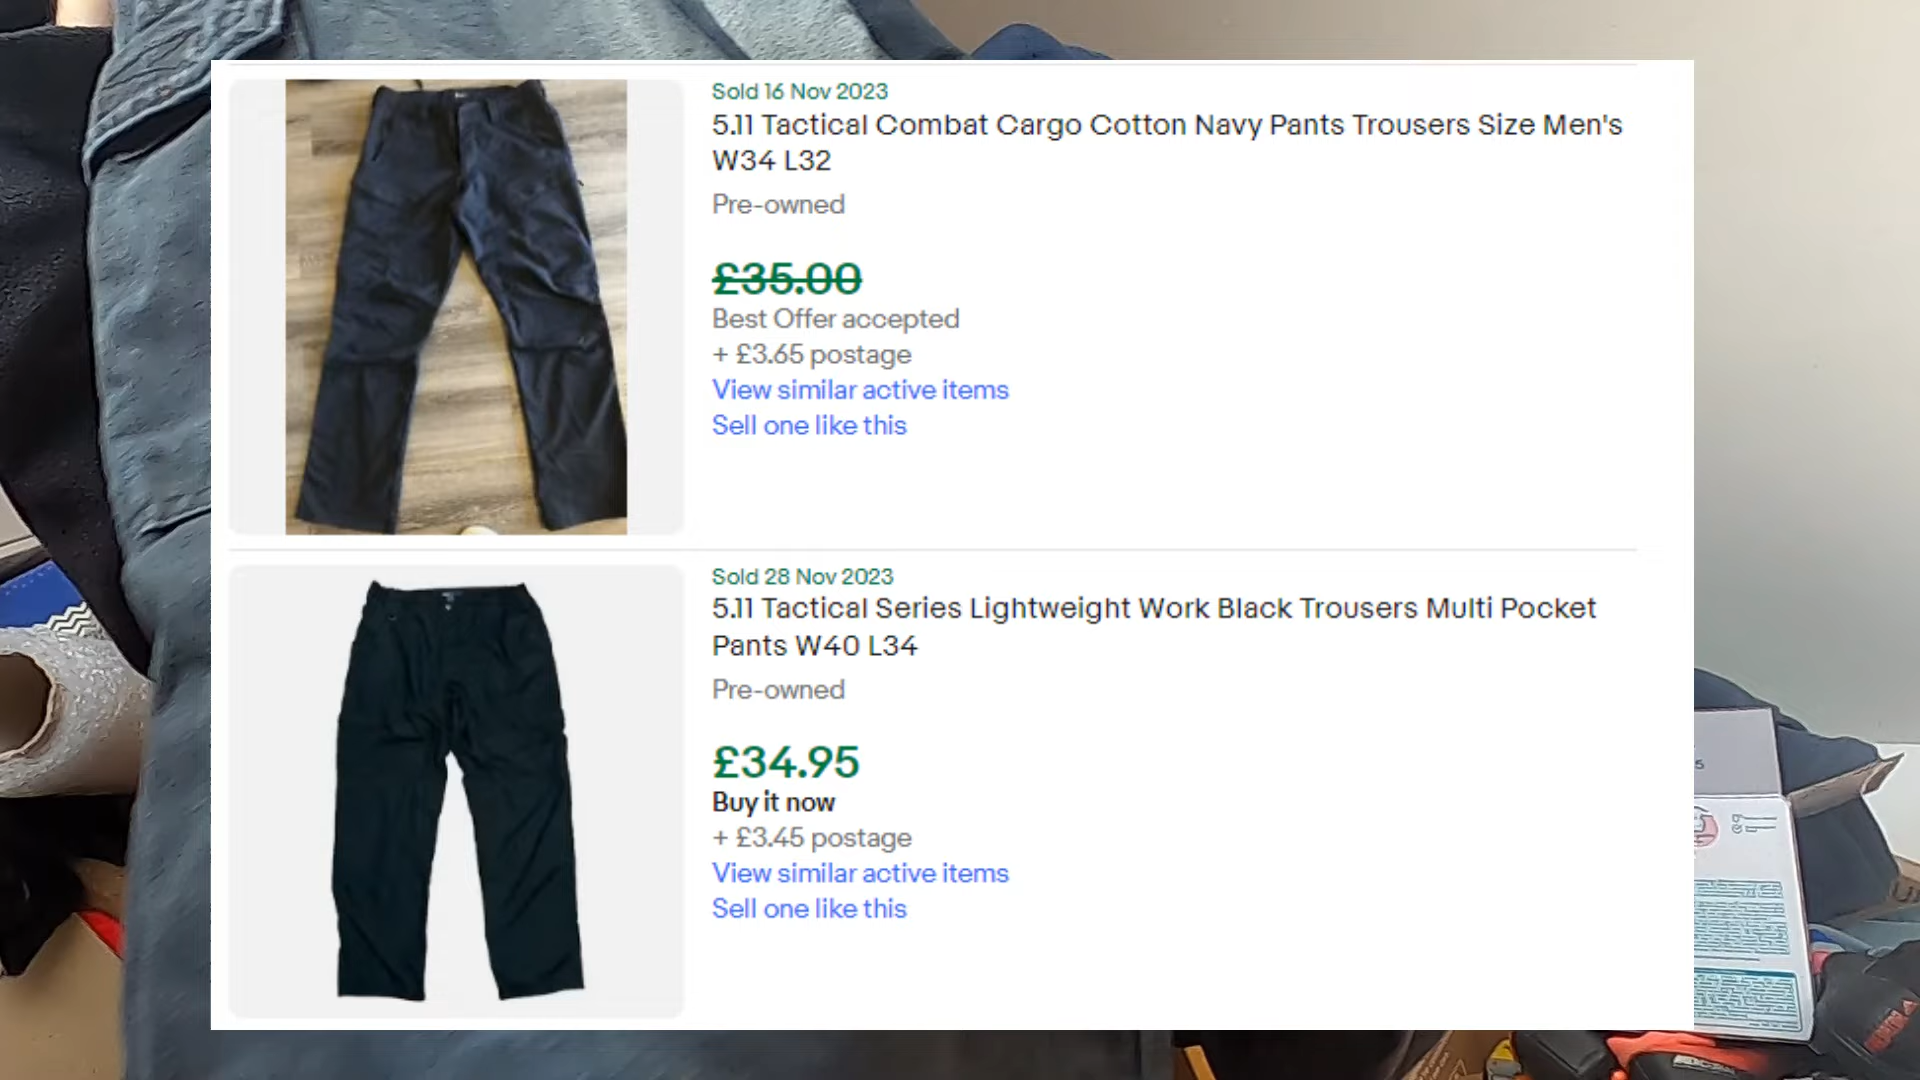 Sold 16 Nov 2023
5.11 Tactical Combat Cargo Cotton Navy Pants Trousers Size Men's
W34 L32
Pre-owned
£35.00
Best Offer accepted
+ £3.65 postage
View similar active items
Sell one like this
Sold 28 Nov 2023
5.11 Tactical Series Lightweight Work Black Trousers Multi Pocket
Pants W40 L34
Pre-owned
£34.95
Buy it now
+ £3.45 postage
View similar active items
Sell one like this